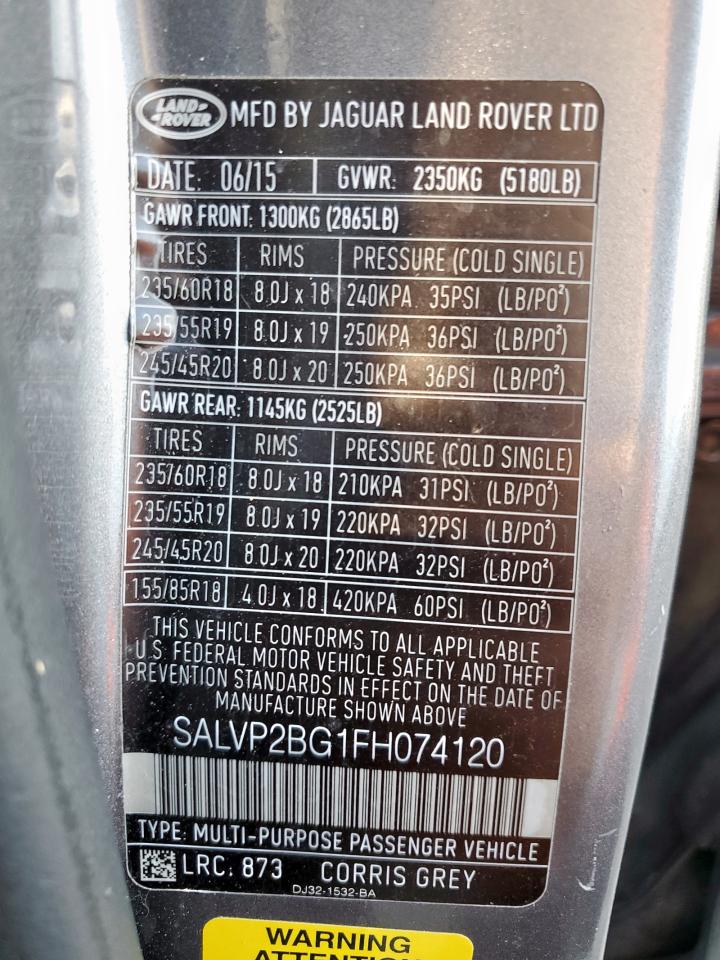 LAND-ROVER MFD BY JAGUAR LAND ROVER LTD
DATE: 06/15 GVWR: 2350KG (5180LB)
GAWR FRONT: 1300KG (2865LB)
TIRES RIMS PRESSURE (COLD SINGLE)
235/60R18 8.0J x 18 240KPA 35PSI (LB/PO²)
235/55R19 8.0J x 19 250KPA 36PSI (LB/PO²)
245/45R20 8.0J x 20 250KPA 36PSI (LB/PO²)
GAWR REAR: 1145KG (2525LB)
TIRES RIMS PRESSURE (COLD SINGLE)
235/60R18 8.0J x 18 210KPA 31PSI (LB/PO²)
235/55R19 8.0J x 19 220KPA 32PSI (LB/PO²)
245/45R20 8.0J x 20 220KPA 32PSI (LB/PO²)
155/85R18 4.0J x 18 420KPA 60PSI (LB/PO²)
THIS VEHICLE CONFORMS TO ALL APPLICABLE
U.S. FEDERAL MOTOR VEHICLE SAFETY AND THEFT
PREVENTION STANDARDS IN EFFECT ON THE DATE OF
MANUFACTURE SHOWN ABOVE
SALVP2BG1FH074120
TYPE: MULTI-PURPOSE PASSENGER VEHICLE
LRC: 873 CORRIS GREY
DJ32-1532-BA
WARNING
ATTENTION